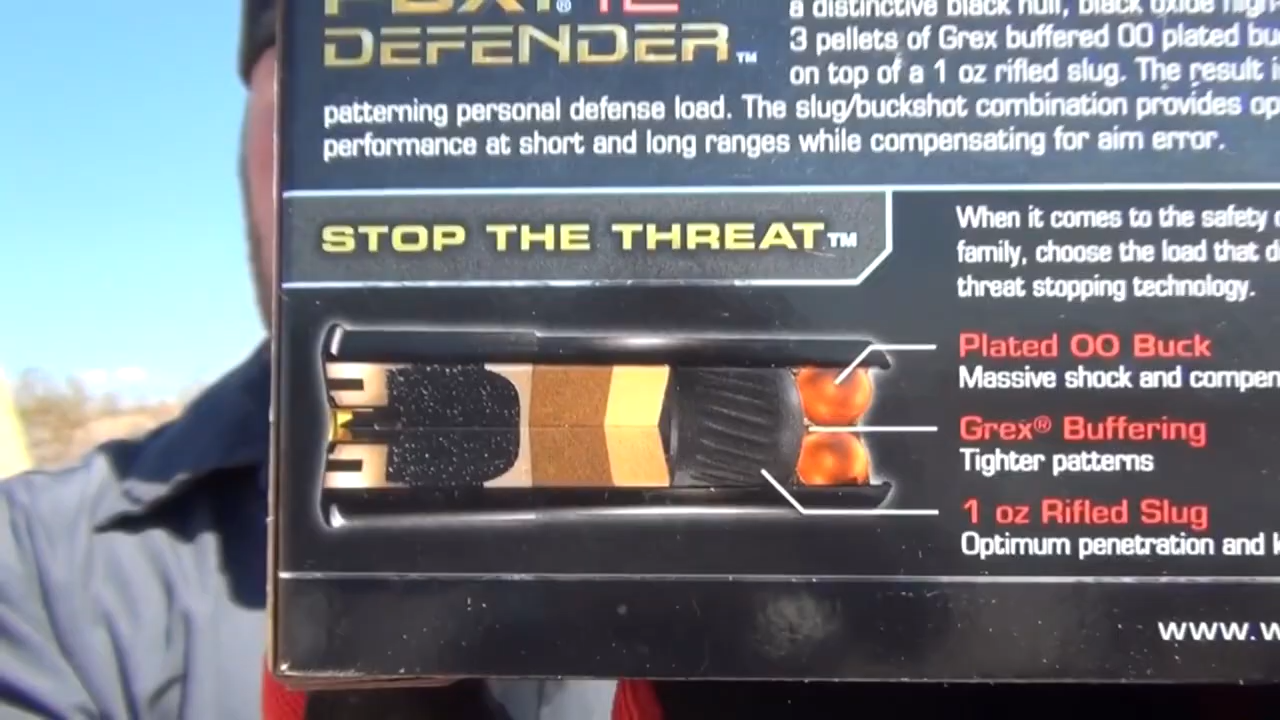 PDX1® 12
DEFENDER™
a distinctive black hull, black oxide high-
3 pellets of Grex buffered 00 plated bu
on top of a 1 oz rifled slug. The result i
patterning personal defense load. The slug/buckshot combination provides op
performance at short and long ranges while compensating for aim error.
STOP THE THREAT™
When it comes to the safety
family, choose the load that d
threat stopping technology.
Plated 00 Buck
Massive shock and compen
Grex® Buffering
Tighter patterns
1 oz Rifled Slug
Optimum penetration and k
www.w